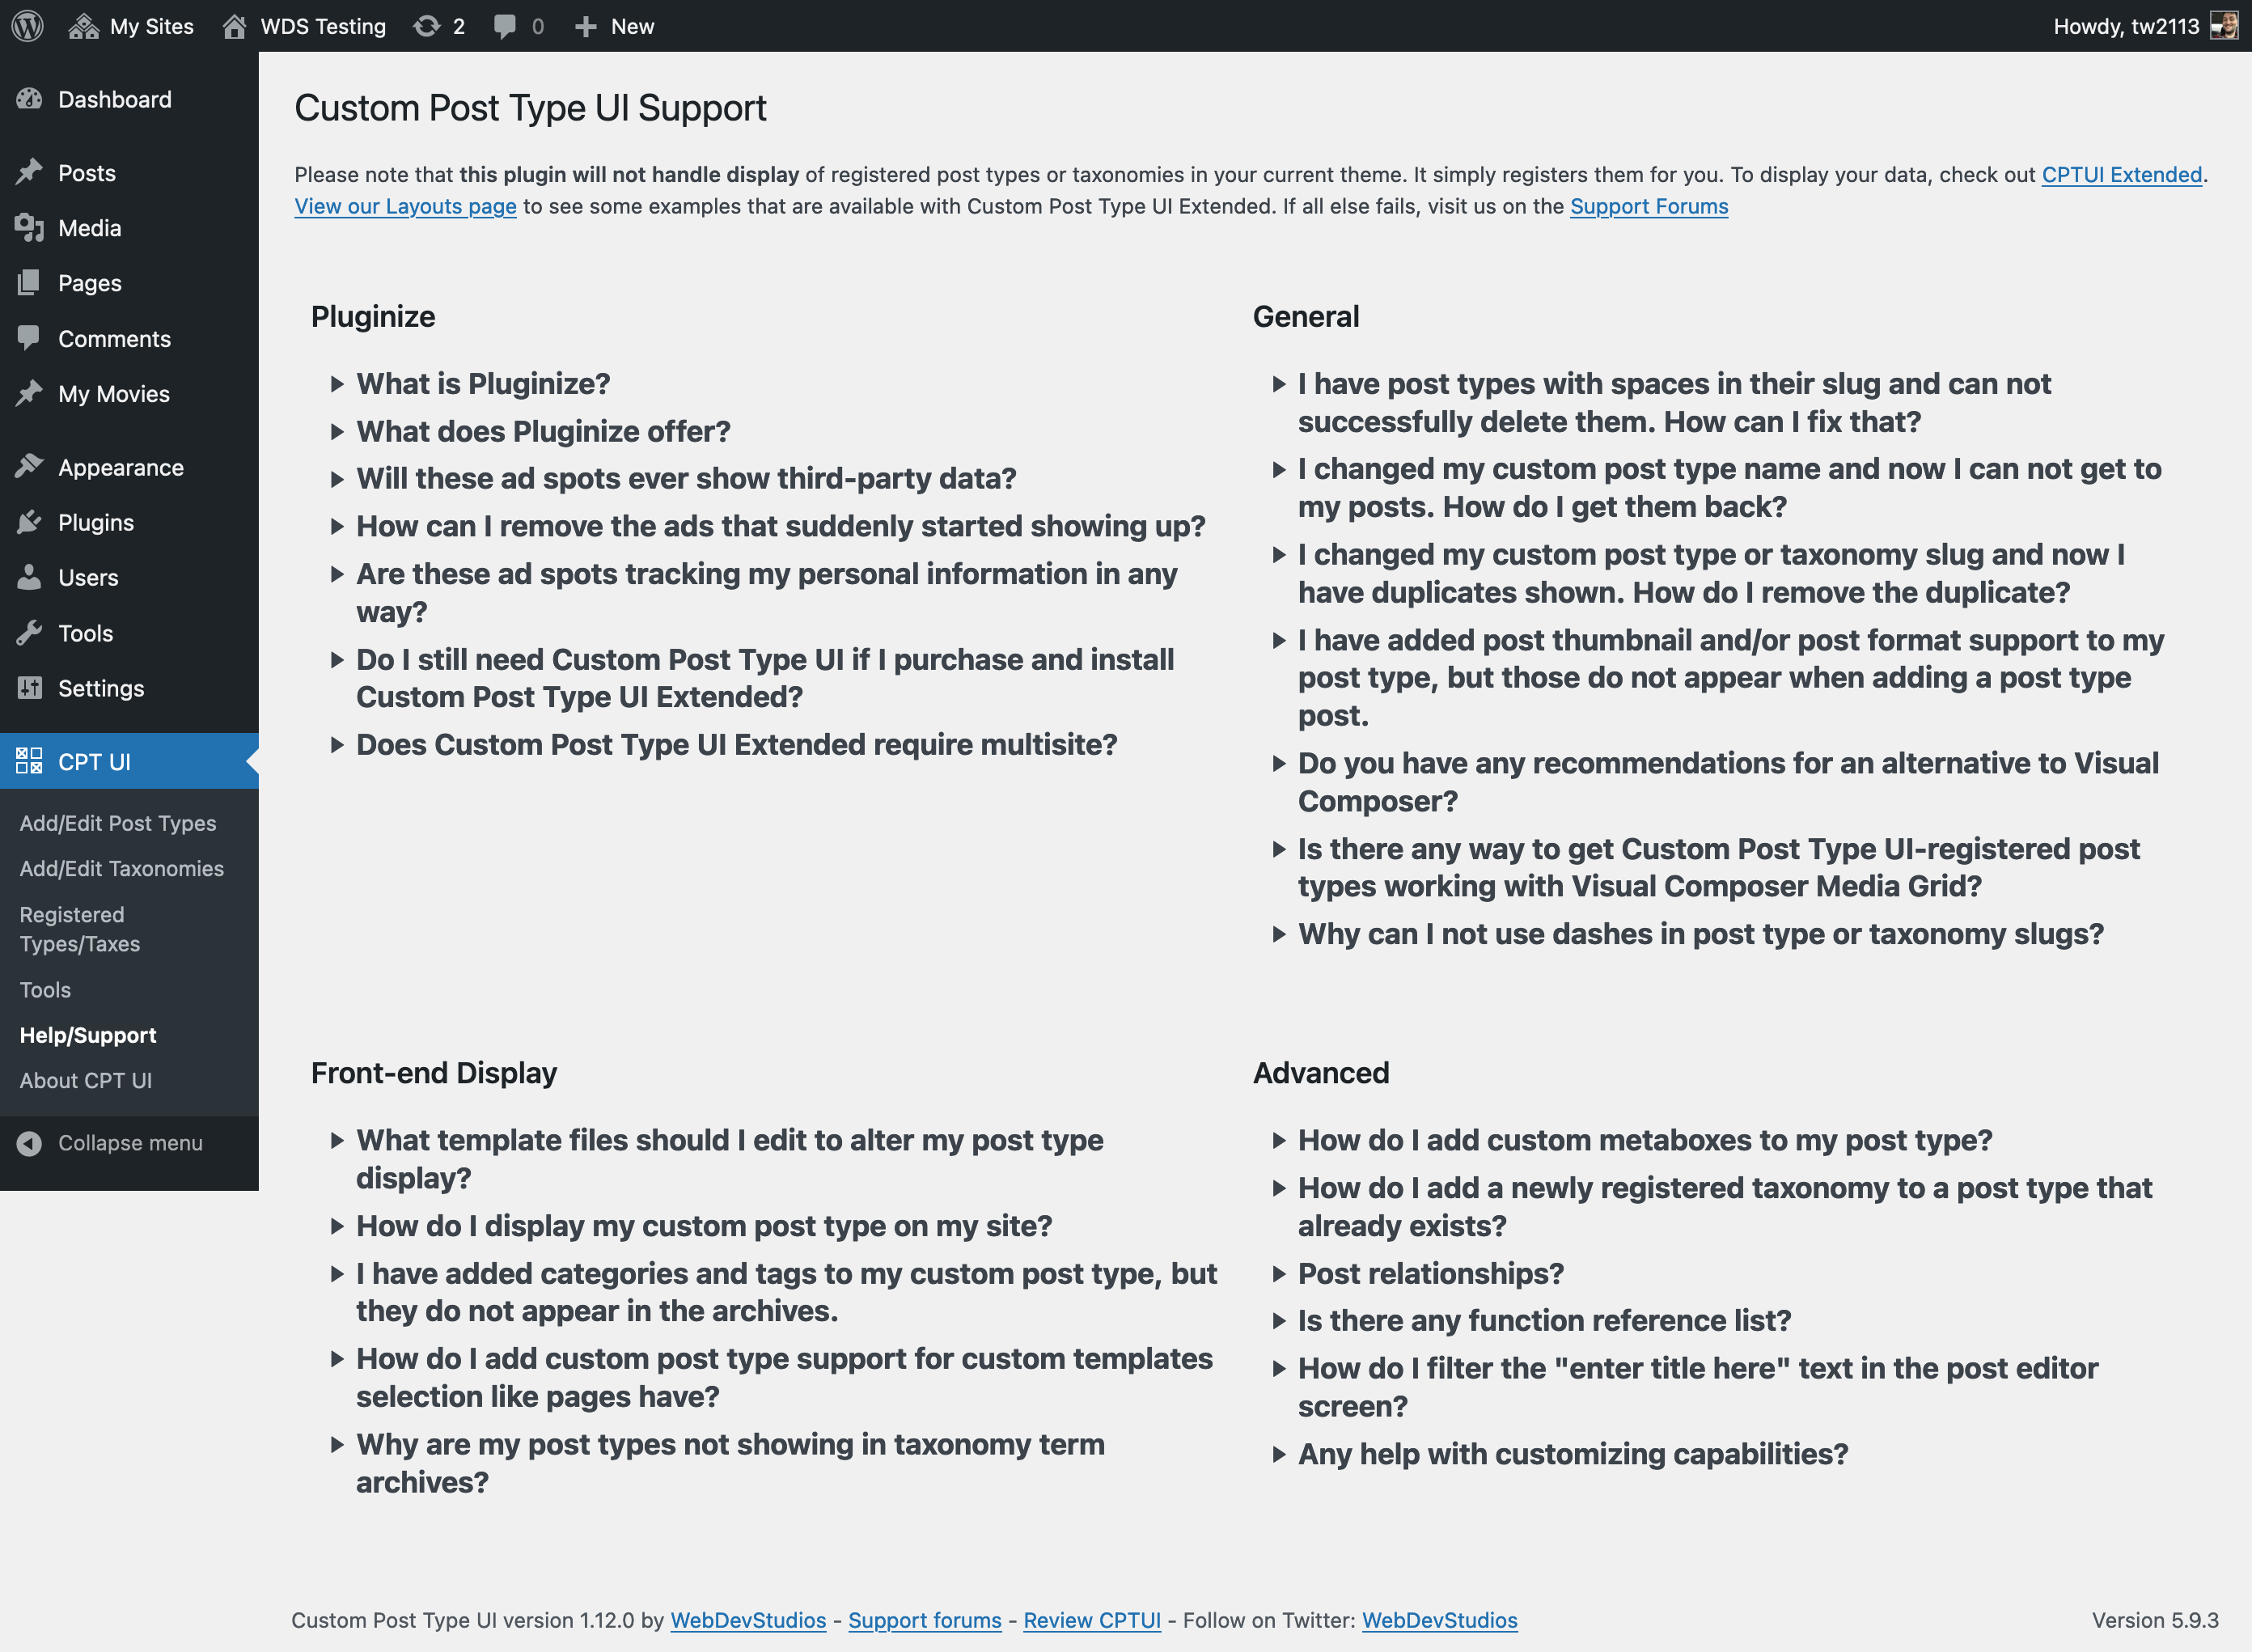 My Sites
WDS Testing
2
0
New
Howdy, tw2113
Dashboard
Posts
Media
Pages
Comments
My Movies
Appearance
Plugins
Users
Tools
Settings
CPT UI
Add/Edit Post Types
Add/Edit Taxonomies
Registered
Types/Taxes
Tools
Help/Support
About CPT UI
Collapse menu
Custom Post Type UI Support
Please note that this plugin will not handle display of registered post types or taxonomies in your current theme. It simply registers them for you. To display your data, check out CPTUI Extended.
View our Layouts page to see some examples that are available with Custom Post Type UI Extended. If all else fails, visit us on the Support Forums
Pluginize
What is Pluginize?
What does Pluginize offer?
Will these ad spots ever show third-party data?
How can I remove the ads that suddenly started showing up?
Are these ad spots tracking my personal information in any
way?
Do I still need Custom Post Type UI if I purchase and install
Custom Post Type UI Extended?
Does Custom Post Type UI Extended require multisite?
General
I have post types with spaces in their slug and can not
successfully delete them. How can I fix that?
I changed my custom post type name and now I can not get to
my posts. How do I get them back?
I changed my custom post type or taxonomy slug and now I
have duplicates shown. How do I remove the duplicate?
I have added post thumbnail and/or post format support to my
post type, but those do not appear when adding a post type
post.
Do you have any recommendations for an alternative to Visual
Composer?
Is there any way to get Custom Post Type UI-registered post
types working with Visual Composer Media Grid?
Why can I not use dashes in post type or taxonomy slugs?
Front-end Display
What template files should I edit to alter my post type
display?
How do I display my custom post type on my site?
I have added categories and tags to my custom post type, but
they do not appear in the archives.
How do I add custom post type support for custom templates
selection like pages have?
Why are my post types not showing in taxonomy term
archives?
Advanced
How do I add custom metaboxes to my post type?
How do I add a newly registered taxonomy to a post type that
already exists?
Post relationships?
Is there any function reference list?
How do I filter the "enter title here" text in the post editor
screen?
Any help with customizing capabilities?
Custom Post Type UI version 1.12.0 by WebDevStudios - Support forums - Review CPTUI - Follow on Twitter: WebDevStudios
Version 5.9.3